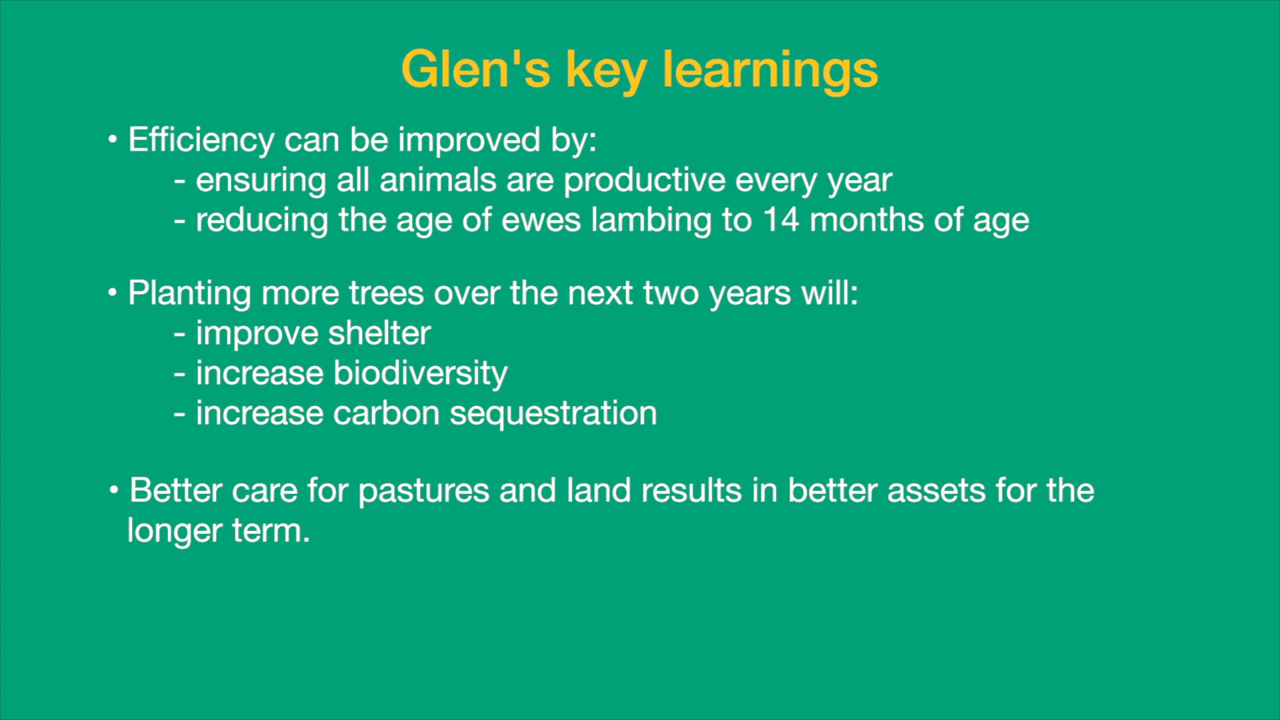 Glen's key learnings
• Efficiency can be improved by:
- ensuring all animals are productive every year
- reducing the age of ewes lambing to 14 months of age
• Planting more trees over the next two years will:
- improve shelter
- increase biodiversity
- increase carbon sequestration
• Better care for pastures and land results in better assets for the
longer term.